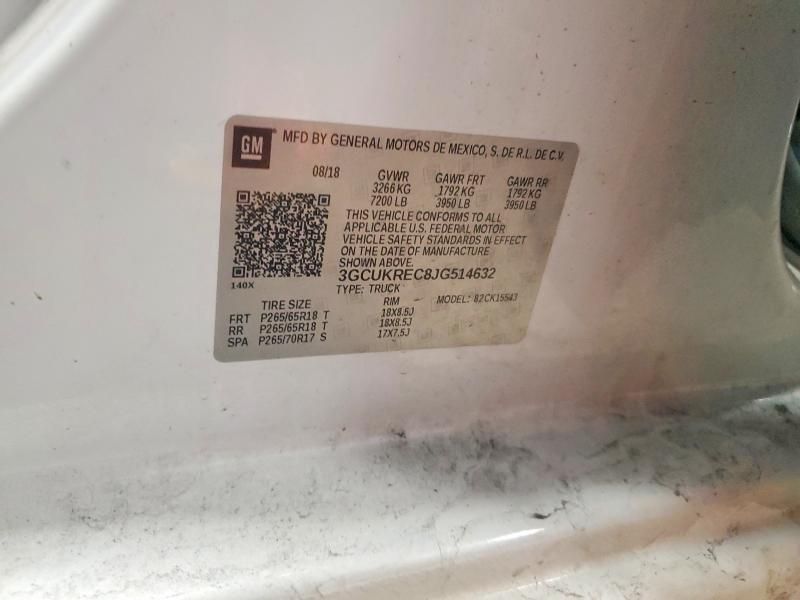 GM® MFD BY GENERAL MOTORS DE MEXICO, S. DE R.L. DE C.V.
08/18 GVWR GAWR FRT GAWR RR
3266 KG 1792 KG 1792 KG
7200 LB 3950 LB 3950 LB
THIS VEHICLE CONFORMS TO ALL
APPLICABLE U.S. FEDERAL MOTOR
VEHICLE SAFETY STANDARDS IN EFFECT
ON THE DATE OF MANUFACTURE
SHOWN ABOVE.
3GCUKREC8JG514632
140X
TYPE: TRUCK MODEL: 82CK15543
TIRE SIZE RIM
FRT P265/65R18 T 18X8.5J
RR P265/65R18 T 18X8.5J
SPA P265/70R17 S 17X7.5J